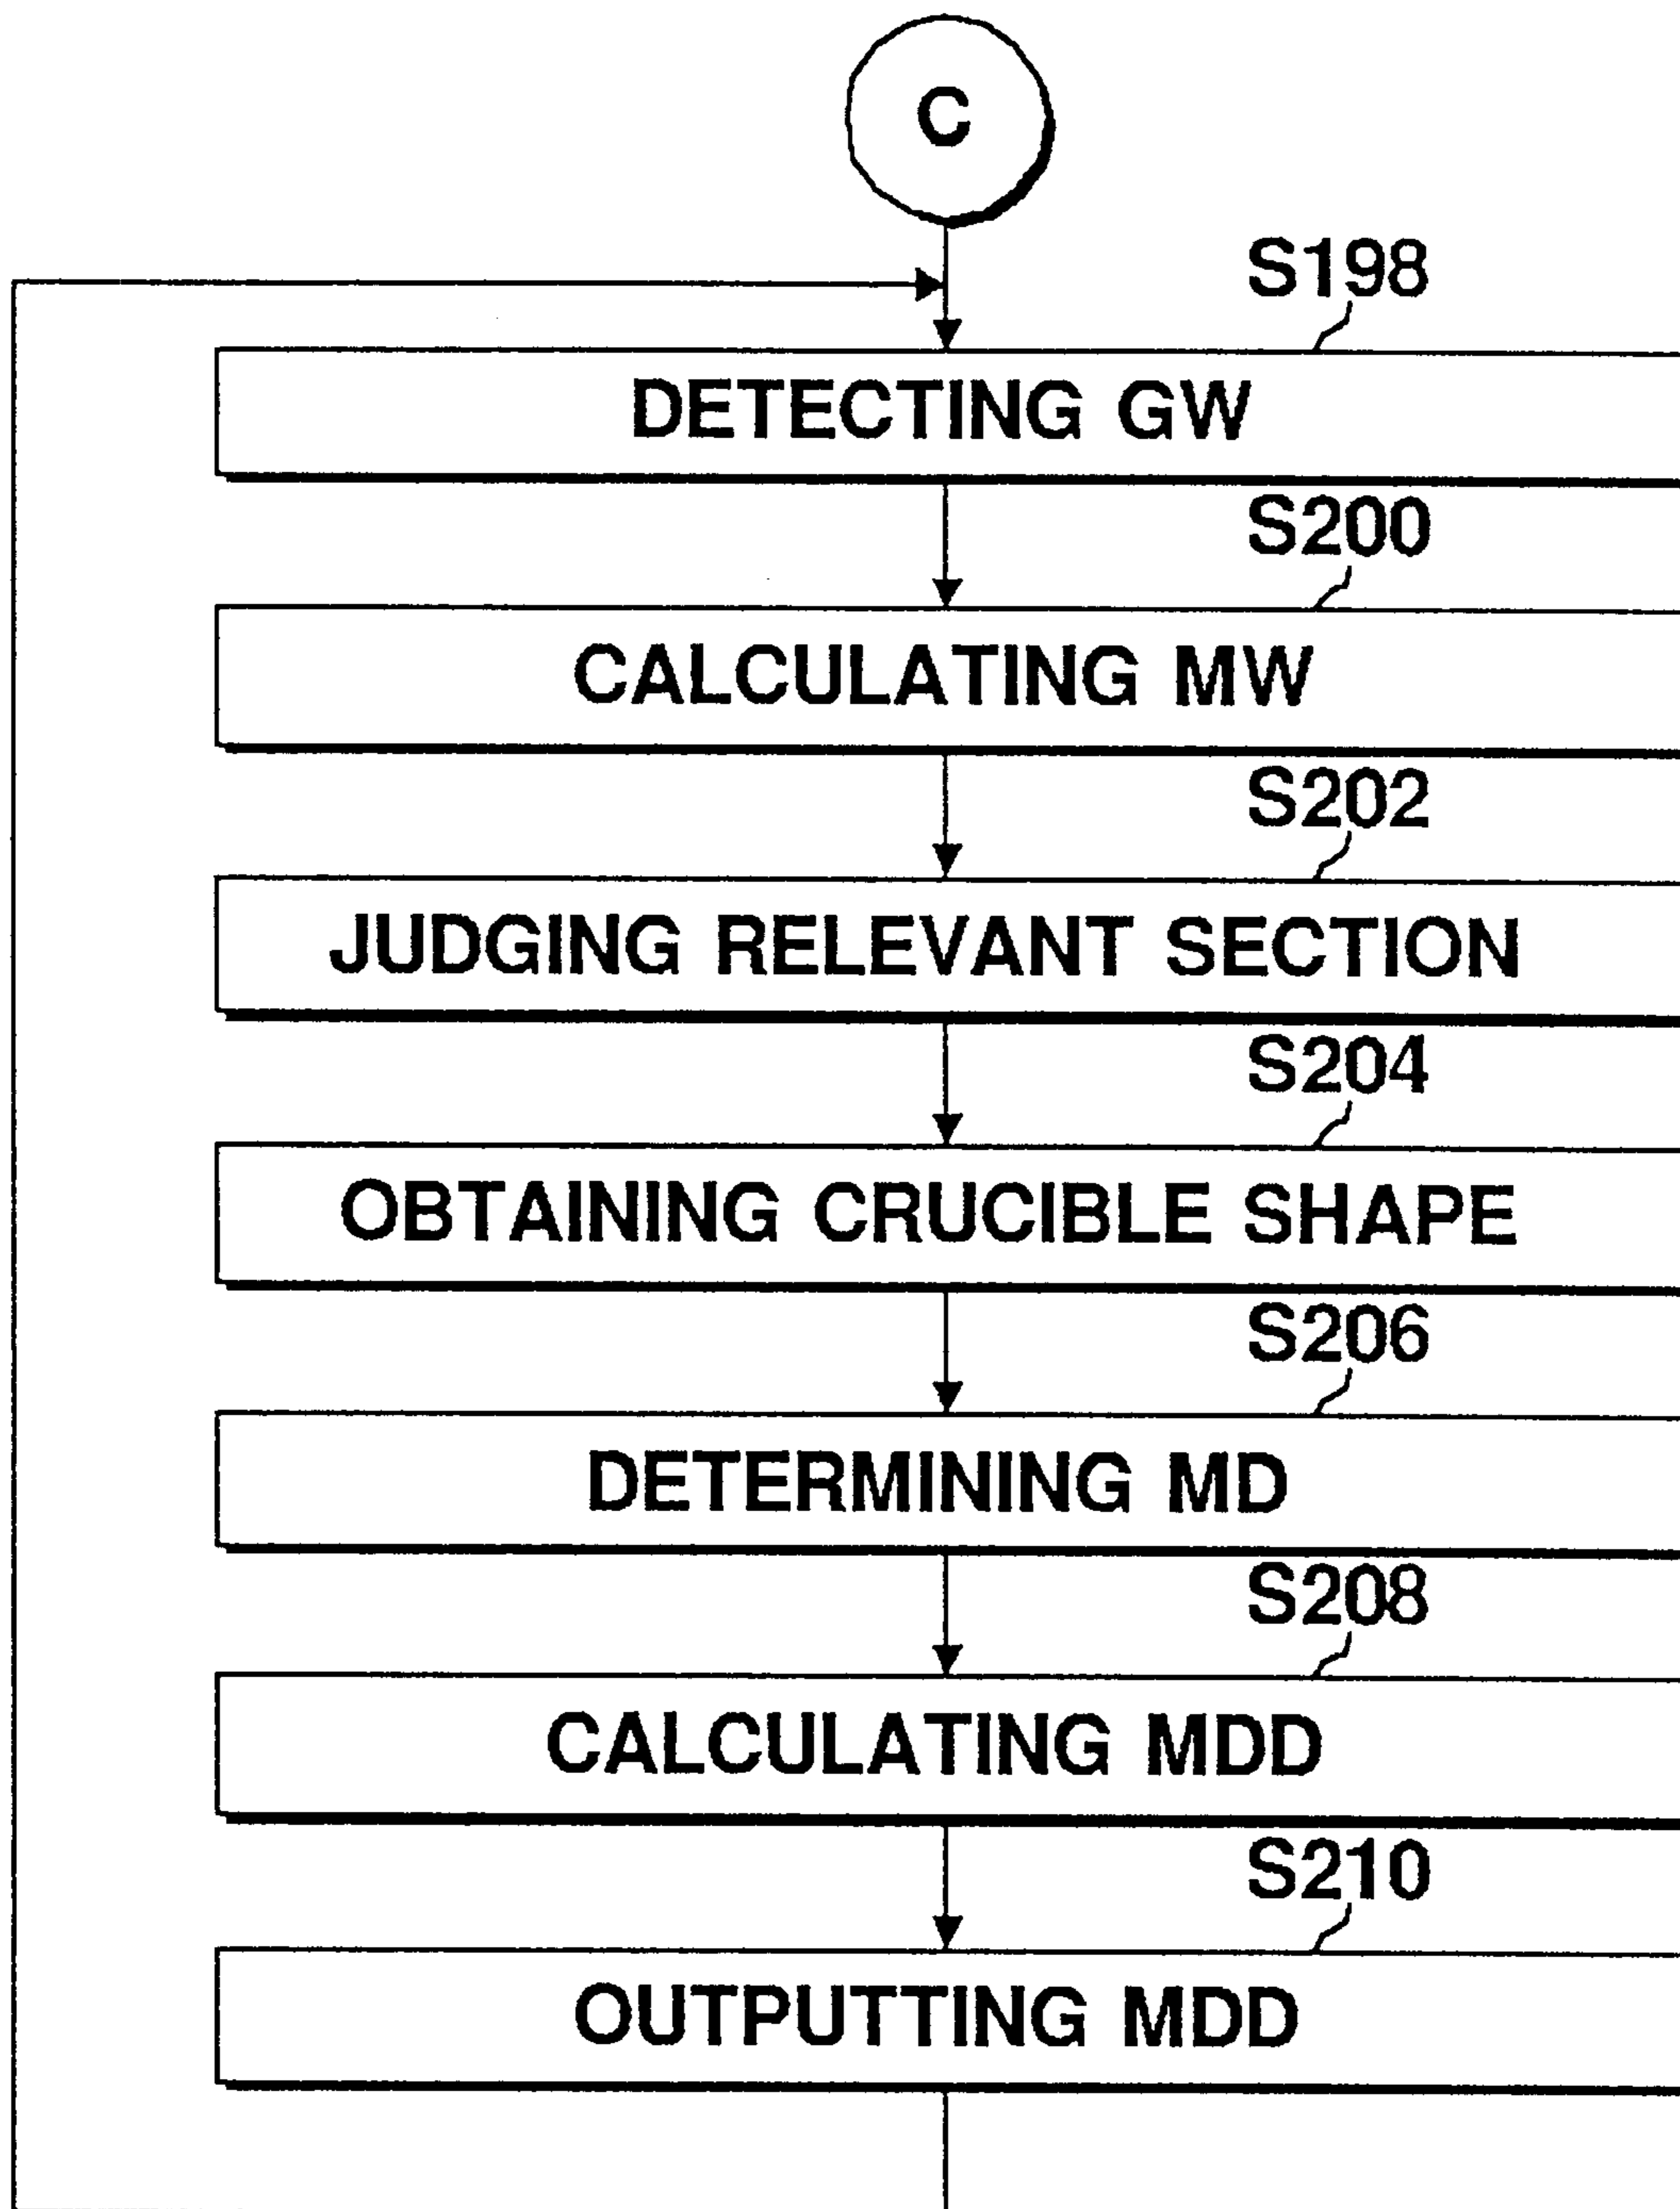 C
S198
DETECTING GW
S200
CALCULATING MW
S202
JUDGING RELEVANT SECTION
S204
OBTAINING CRUCIBLE SHAPE
S206
DETERMINING MD
S208
CALCULATING MDD
S210
OUTPUTTING MDD